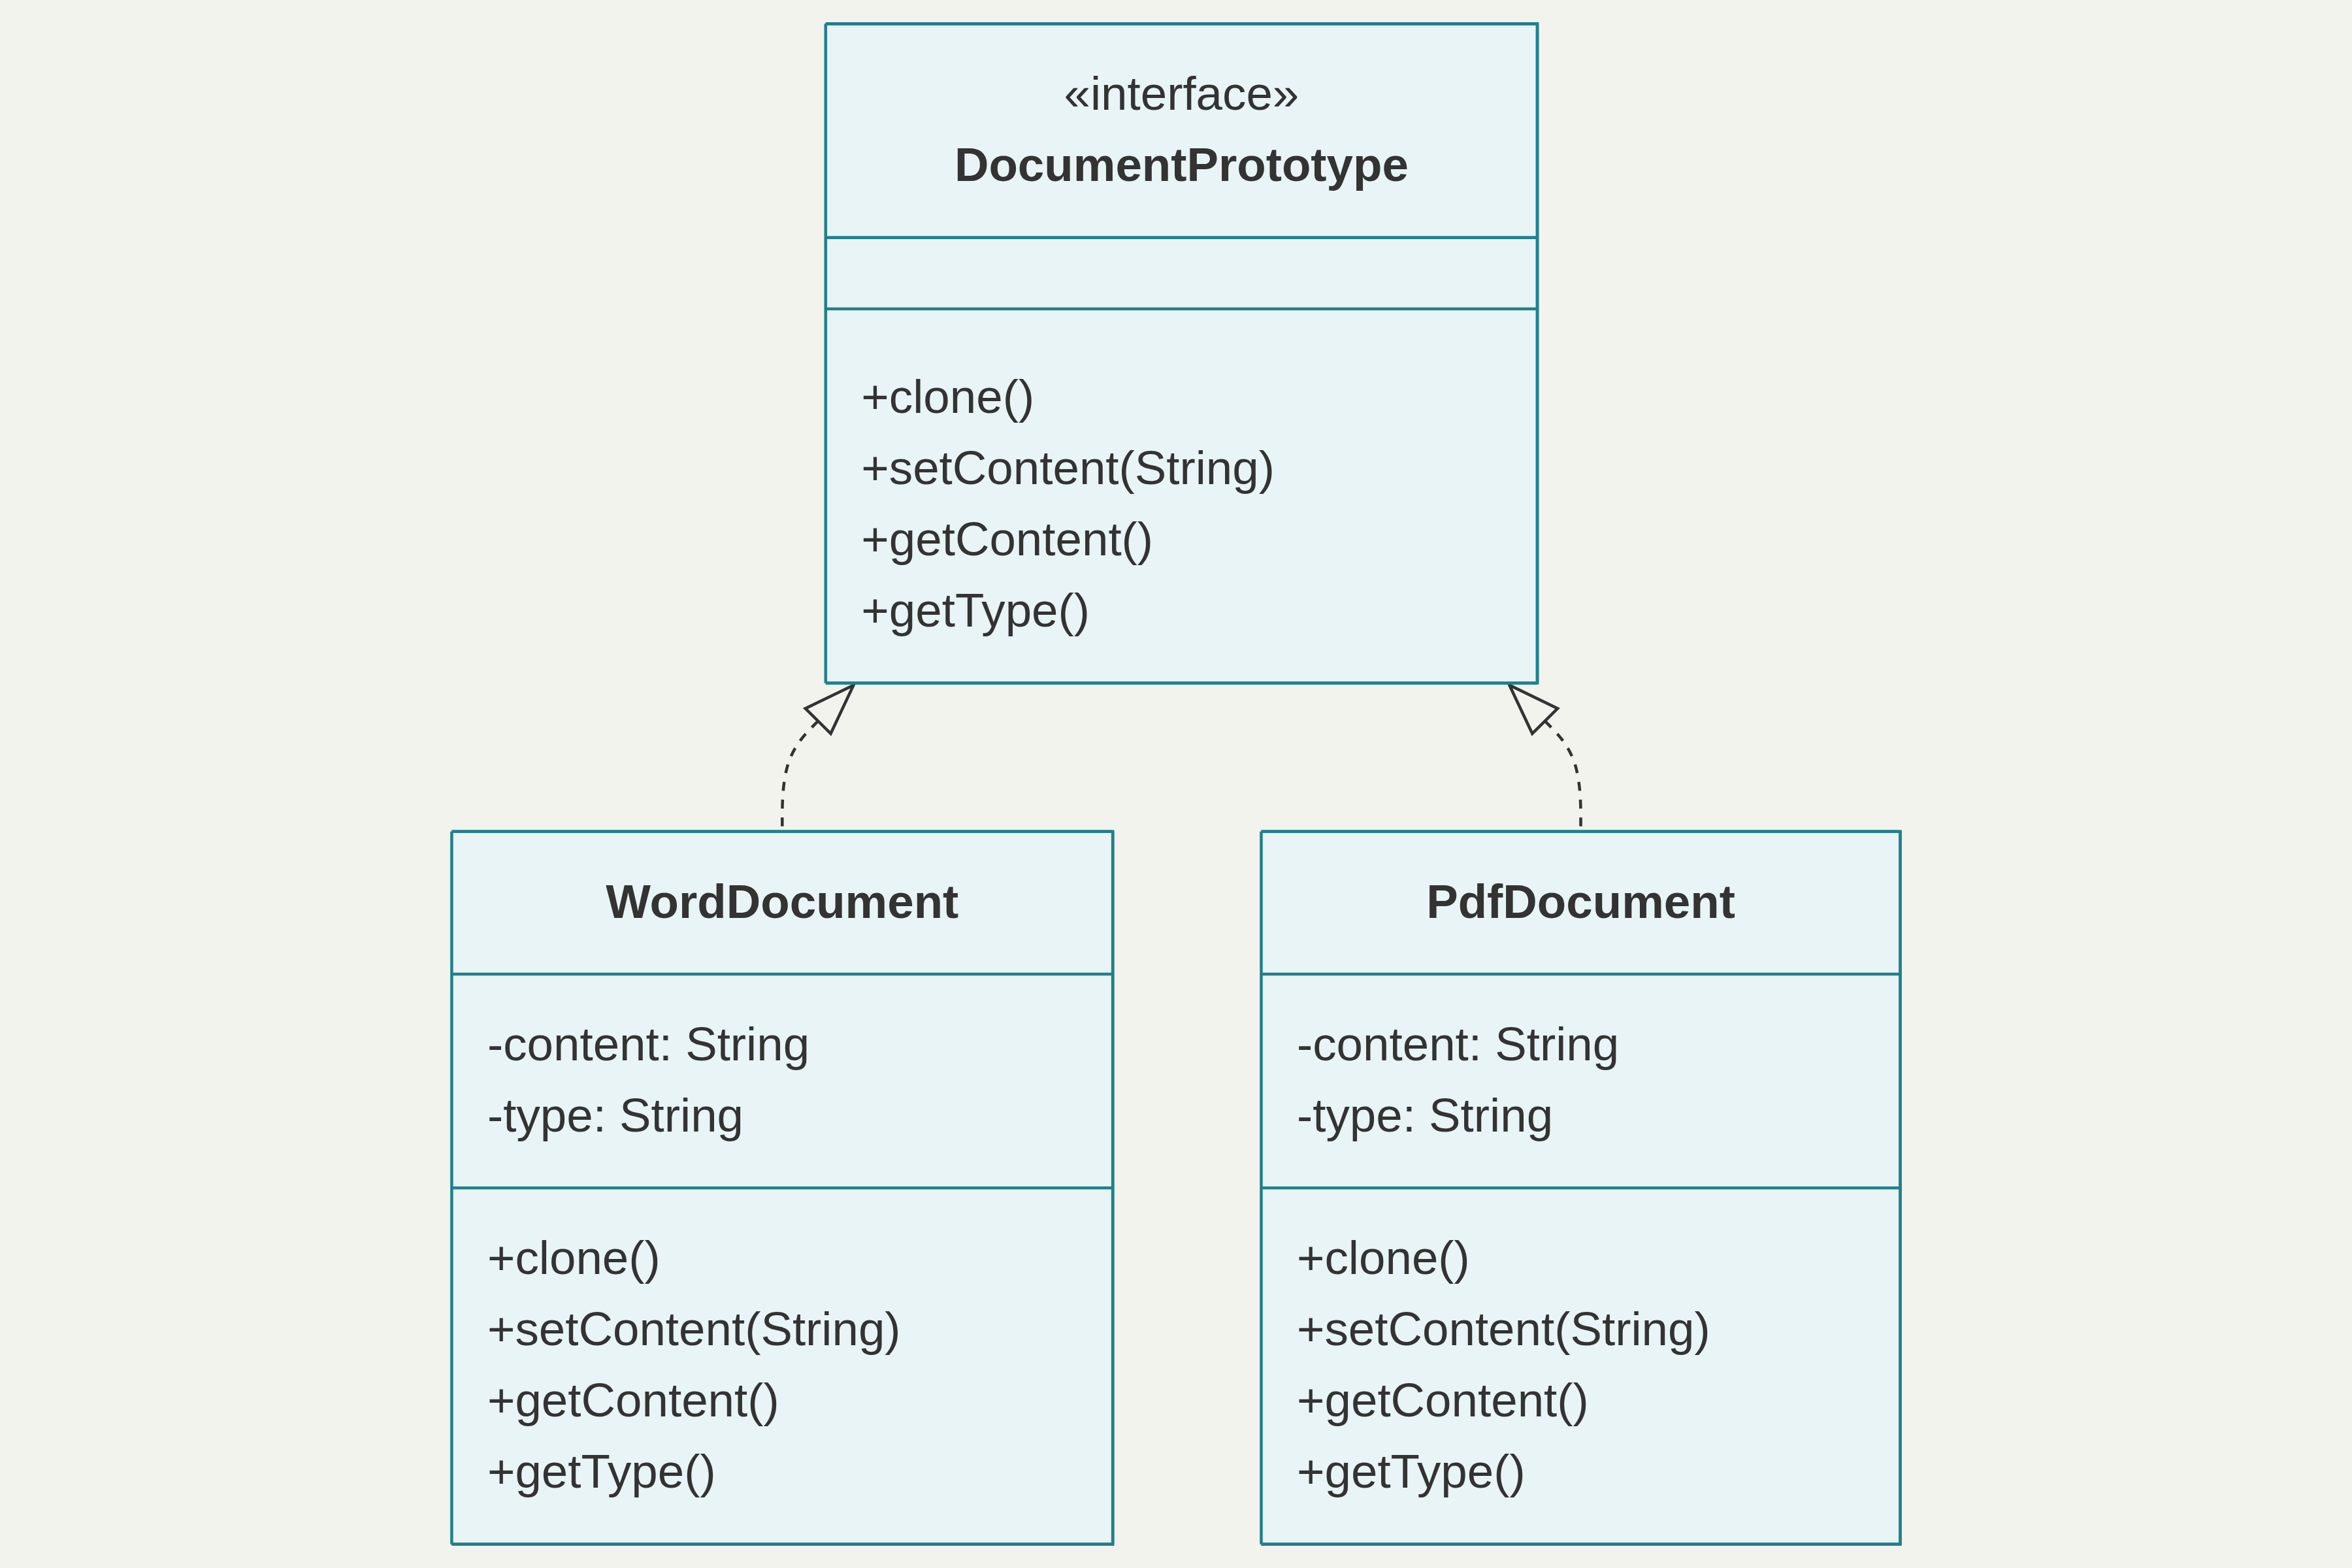 «interface»
DocumentPrototype
+clone()
+setContent(String)
+getContent()
+getType()
WordDocument
-content: String
-type: String
+clone()
+setContent(String)
+getContent()
+getType()
PdfDocument
-content: String
-type: String
+clone()
+setContent(String)
+getContent()
+getType()